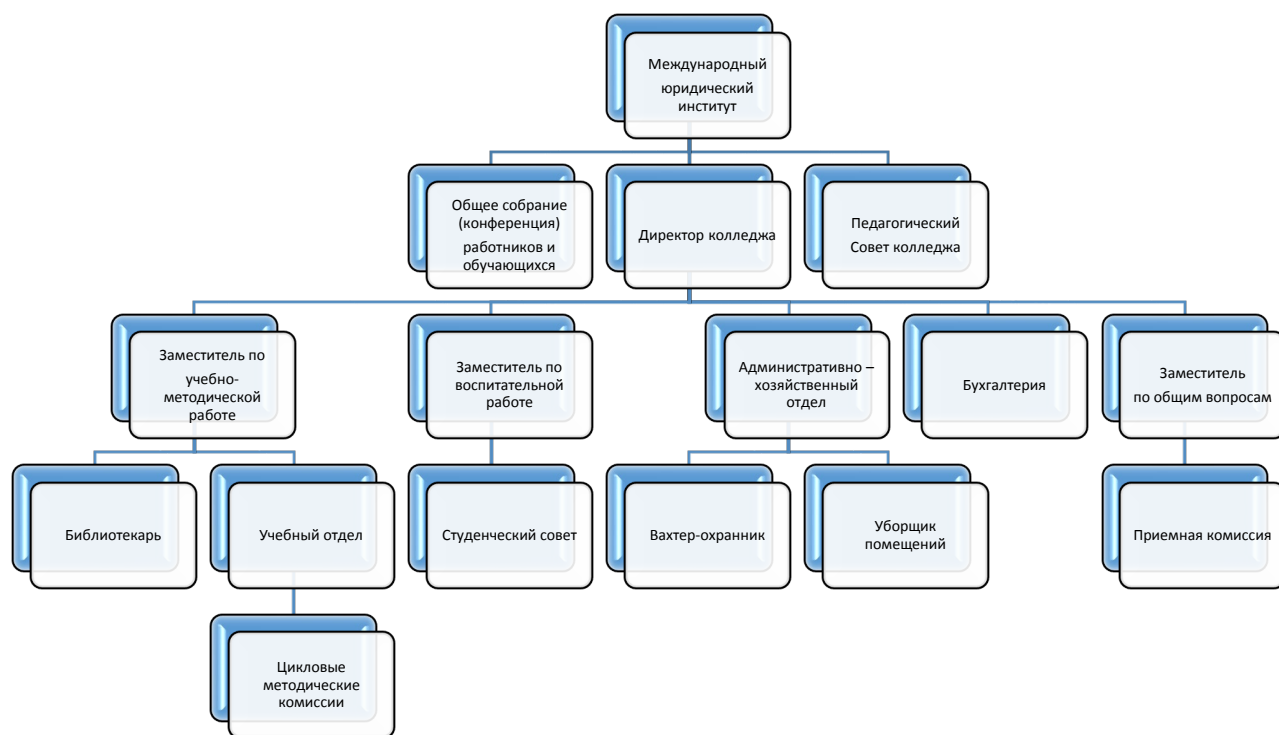 Международный
юридический
институт
Общее собрание
(конференция)
работников и
обучающихся
Директор колледжа
Педагогический
Совет колледжа
Заместитель по
учебно-
методической
работе
Заместитель по
воспитательной
работе
Административно –
хозяйственный
отдел
Бухгалтерия
Заместитель
по общим вопросам
Библиотекарь
Учебный отдел
Студенческий совет
Вахтер-охранник
Уборщик
помещений
Приемная комиссия
Цикловые
методические
комиссии